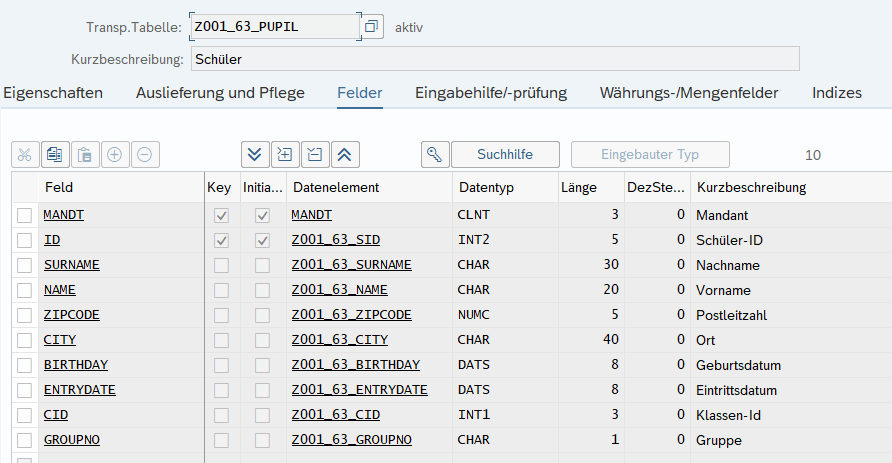 Transp.Tabelle: Z001_63_PUPIL aktiv
Kurzbeschreibung: Schüler
Eigenschaften Auslieferung und Pflege Felder Eingabehilfe/-prüfung Währungs-/Mengenfelder Indizes
Suchhilfe Eingebauter Typ 10
Feld Key Initia... Datenelement Datentyp Länge DezSte... Kurzbeschreibung
MANDT MANDT CLNT 3 0 Mandant
ID Z001_63_SID INT2 5 0 Schüler-ID
SURNAME Z001_63_SURNAME CHAR 30 0 Nachname
NAME Z001_63_NAME CHAR 20 0 Vorname
ZIPCODE Z001_63_ZIPCODE NUMC 5 0 Postleitzahl
CITY Z001_63_CITY CHAR 40 0 Ort
BIRTHDAY Z001_63_BIRTHDAY DATS 8 0 Geburtsdatum
ENTRYDATE Z001_63_ENTRYDATE DATS 8 0 Eintrittsdatum
CID Z001_63_CID INT1 3 0 Klassen-Id
GROUPNO Z001_63_GROUPNO CHAR 1 0 Gruppe